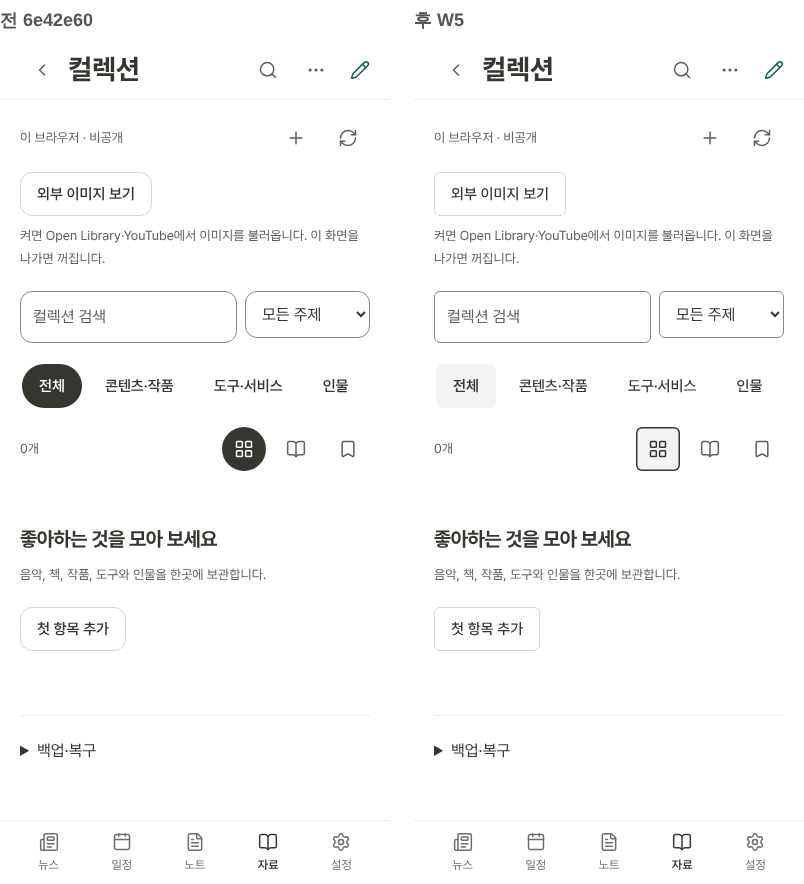 전 6e42e60
컬렉션
이 브라우저 · 비공개
외부 이미지 보기
켜면 Open Library·YouTube에서 이미지를 불러옵니다. 이 화면을
나가면 꺼집니다.
컬렉션 검색
모든 주제
전체 콘텐츠·작품 도구·서비스 인물
0개
좋아하는 것을 모아 보세요
음악, 책, 작품, 도구와 인물을 한곳에 보관합니다.
첫 항목 추가
백업·복구
뉴스 일정 노트 자료 설정
후 W5
컬렉션
이 브라우저 · 비공개
외부 이미지 보기
켜면 Open Library·YouTube에서 이미지를 불러옵니다. 이 화면을
나가면 꺼집니다.
컬렉션 검색
모든 주제
전체 콘텐츠·작품 도구·서비스 인물
0개
좋아하는 것을 모아 보세요
음악, 책, 작품, 도구와 인물을 한곳에 보관합니다.
첫 항목 추가
백업·복구
뉴스 일정 노트 자료 설정